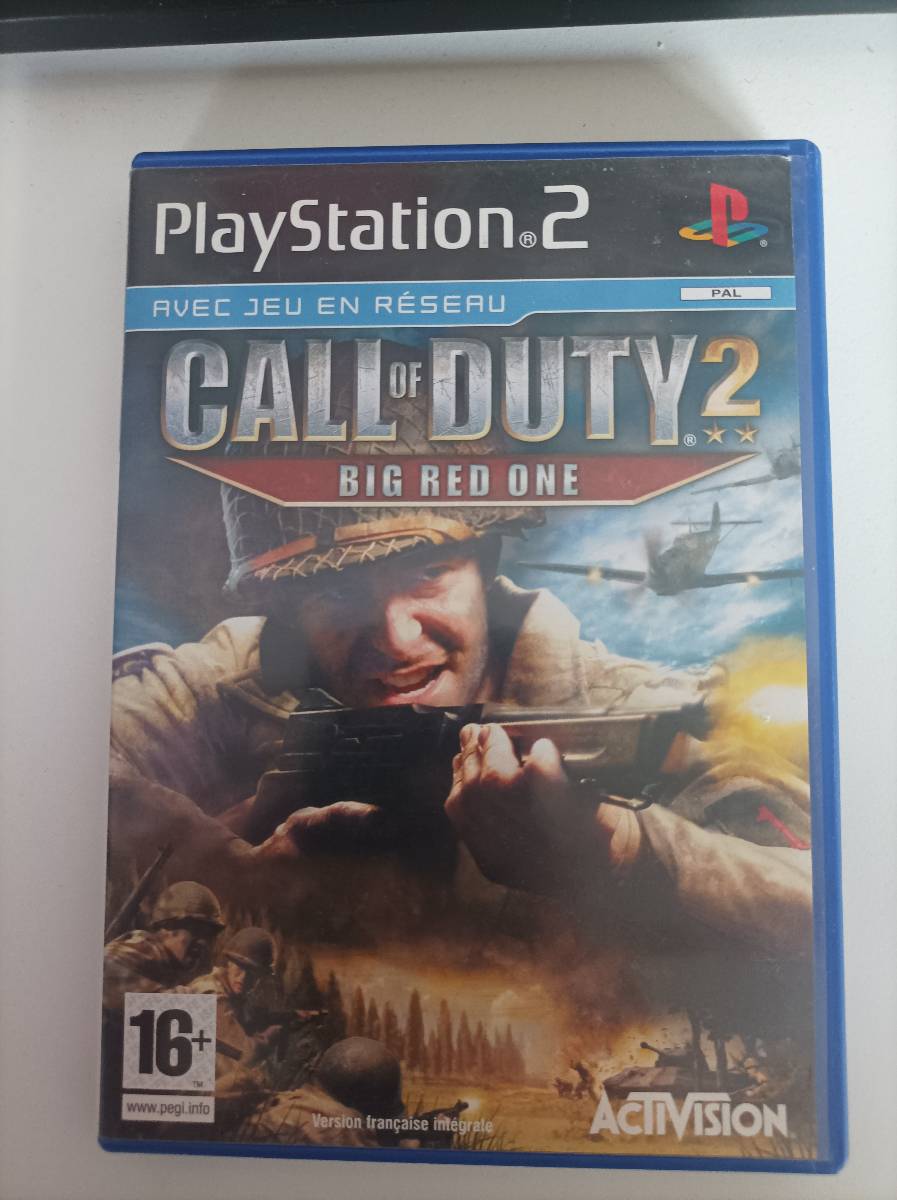 PlayStation®2
®
AVEC JEU EN RÉSEAU
PAL
CALL OF DUTY® 2
BIG RED ONE
16+
™
www.pegi.info
Version française intégrale
ACTIVISION